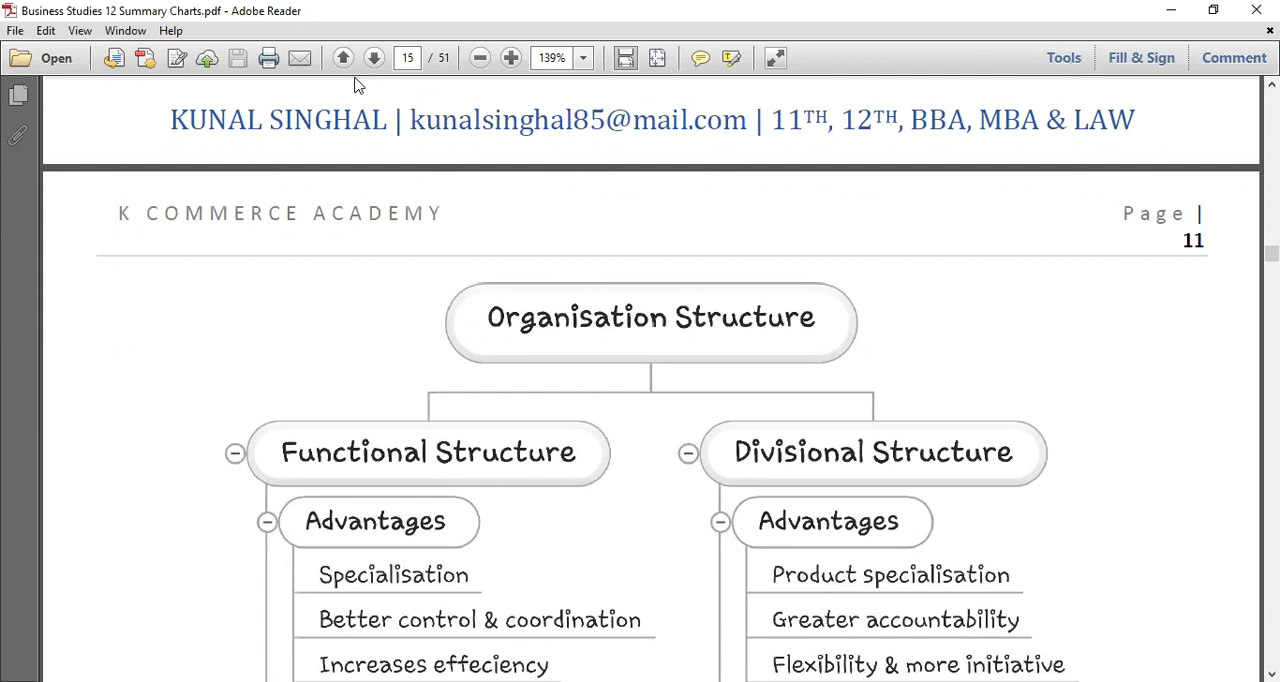 Business Studies 12 Summary Charts.pdf - Adobe Reader
File Edit View Window Help
Open 15 / 51 139% Tools Fill & Sign Comment
KUNAL SINGHAL | kunalsinghal85@mail.com | 11TH, 12TH, BBA, MBA & LAW
K COMMERCE ACADEMY Page |
11
Organisation Structure
Functional Structure
Advantages
Specialisation
Better control & coordination
Increases effeciency
Divisional Structure
Advantages
Product specialisation
Greater accountability
Flexibility & more initiative